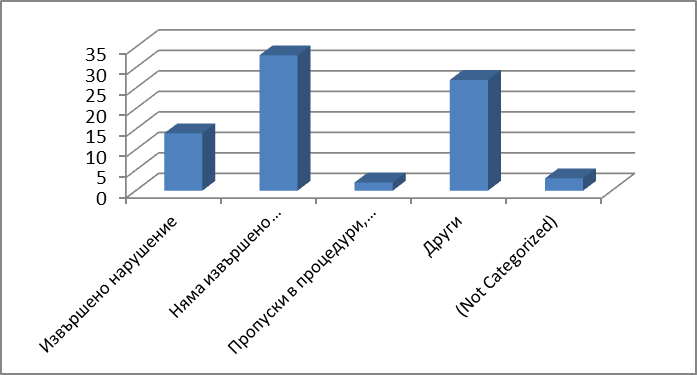 35
30
25
20
15
10
5
0
Извършено нарушение
Няма извършено...
Пропуски в процедури,...
Други
(Not Categorized)